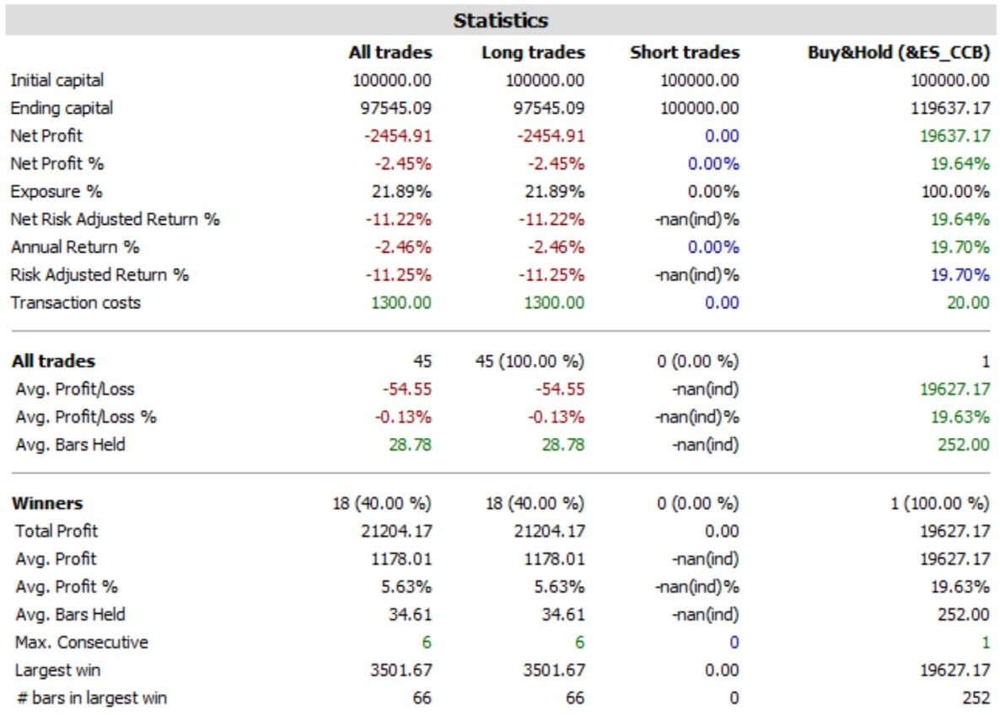 Statistics
All trades Long trades Short trades Buy&Hold (&ES_CCB)
Initial capital 100000.00 100000.00 100000.00 100000.00
Ending capital 97545.09 97545.09 100000.00 119637.17
Net Profit -2454.91 -2454.91 0.00 19637.17
Net Profit % -2.45% -2.45% 0.00% 19.64%
Exposure % 21.89% 21.89% 0.00% 100.00%
Net Risk Adjusted Return % -11.22% -11.22% -nan(ind)% 19.64%
Annual Return % -2.46% -2.46% 0.00% 19.70%
Risk Adjusted Return % -11.25% -11.25% -nan(ind)% 19.70%
Transaction costs 1300.00 1300.00 0.00 20.00
All trades 45 45 (100.00 %) 0 (0.00 %) 1
Avg. Profit/Loss -54.55 -54.55 -nan(ind) 19627.17
Avg. Profit/Loss % -0.13% -0.13% -nan(ind)% 19.63%
Avg. Bars Held 28.78 28.78 -nan(ind) 252.00
Winners 18 (40.00 %) 18 (40.00 %) 0 (0.00 %) 1 (100.00 %)
Total Profit 21204.17 21204.17 0.00 19627.17
Avg. Profit 1178.01 1178.01 -nan(ind) 19627.17
Avg. Profit % 5.63% 5.63% -nan(ind)% 19.63%
Avg. Bars Held 34.61 34.61 -nan(ind) 252.00
Max. Consecutive 6 6 0 1
Largest win 3501.67 3501.67 0.00 19627.17
# bars in largest win 66 66 0 252